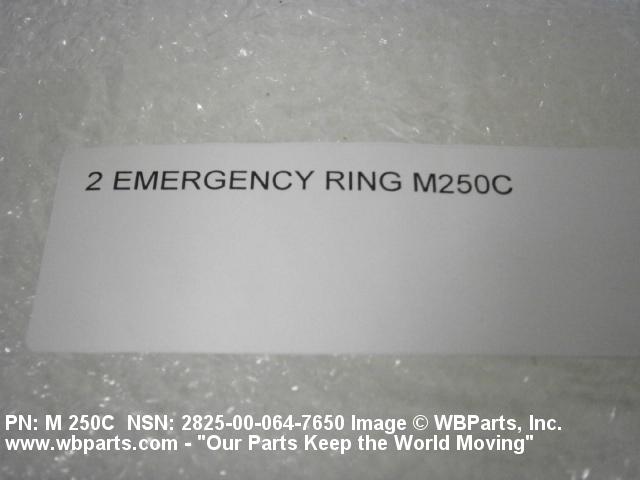 2 EMERGENCY RING M250C
PN: M 250C  NSN: 2825-00-064-7650 Image © WBParts, Inc.
www.wbparts.com - "Our Parts Keep the World Moving"